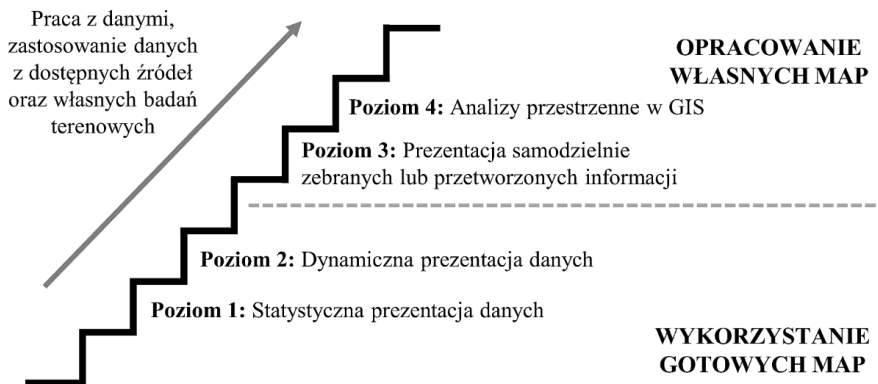 Praca z danymi,
zastosowanie danych
z dostępnych źródeł
oraz własnych badań
terenowych
OPRACOWANIE
WŁASNYCH MAP
Poziom 4: Analizy przestrzenne w GIS
Poziom 3: Prezentacja samodzielnie
zebranych lub przetworzonych informacji
Poziom 2: Dynamiczna prezentacja danych
Poziom 1: Statystyczna prezentacja danych
WYKORZYSTANIE
GOTOWYCH MAP